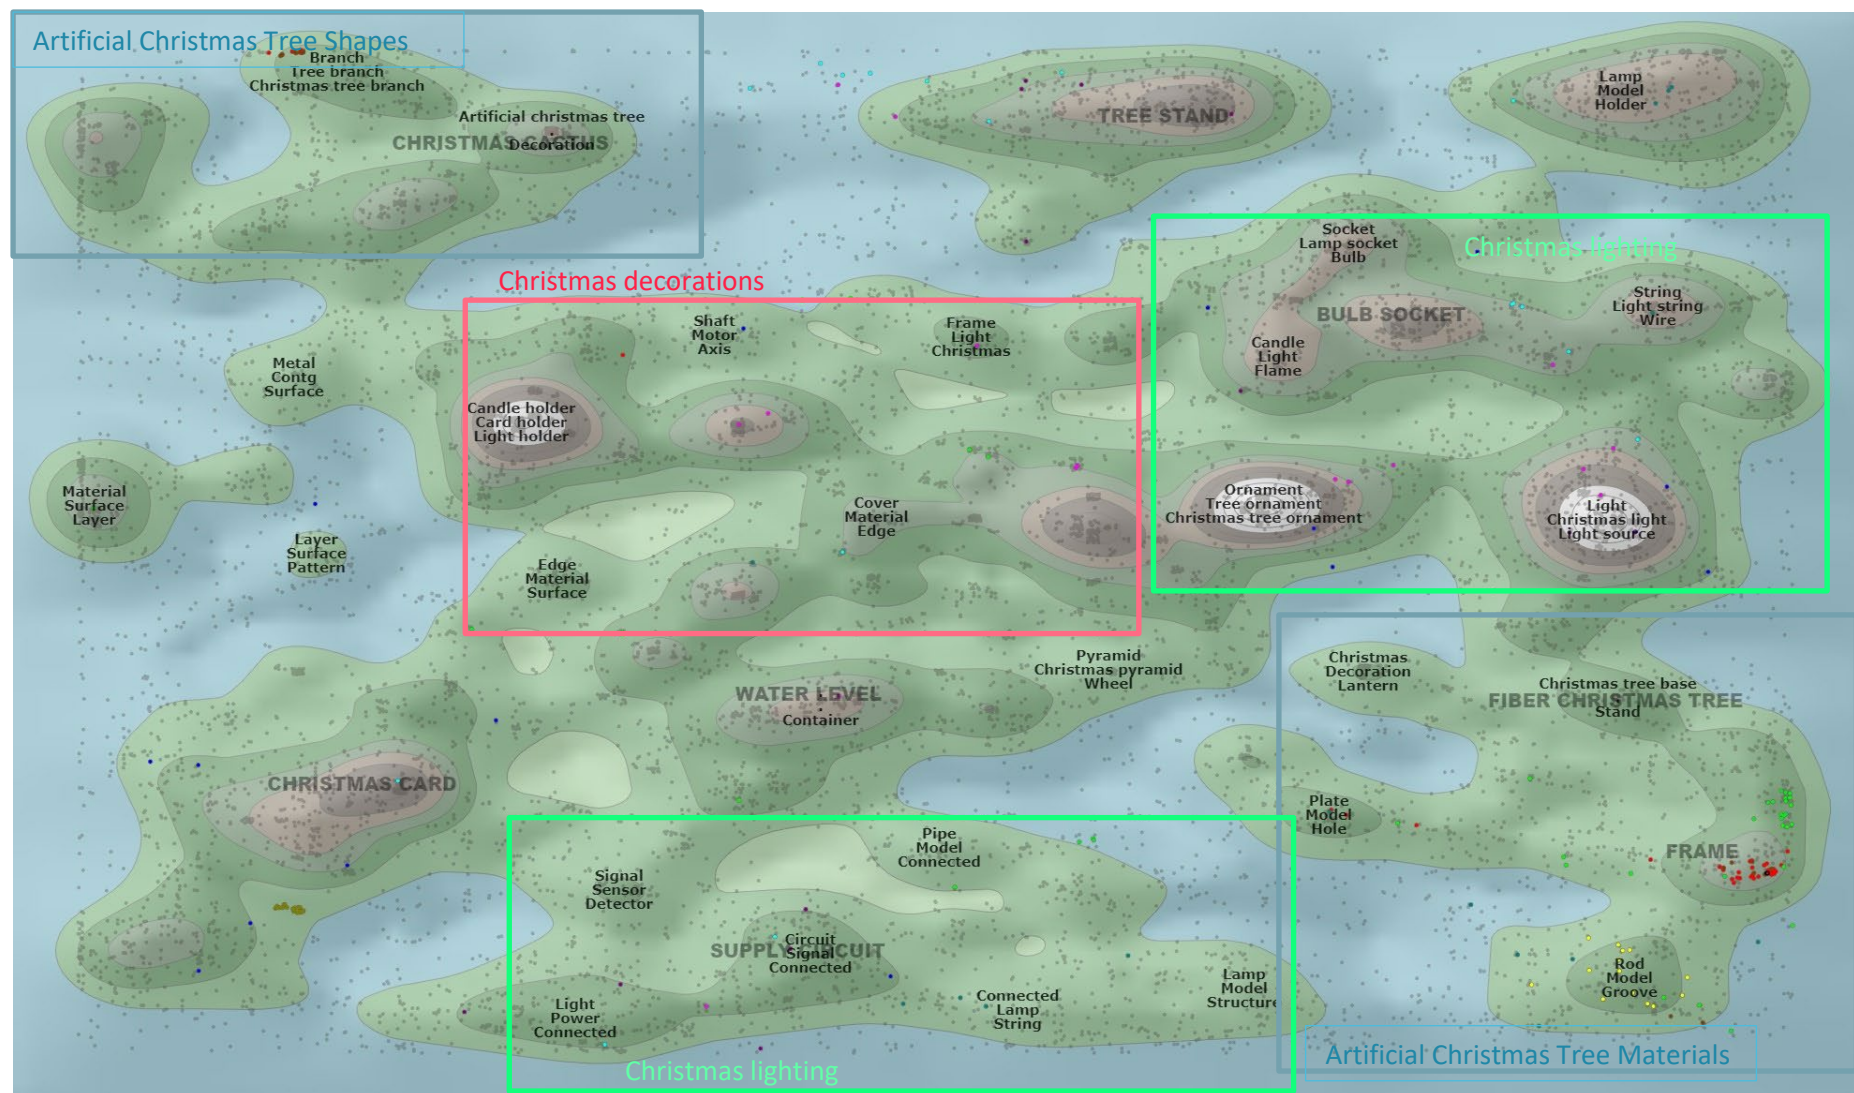 Artificial Christmas Tree Shapes
Branch
Tree branch
Christmas tree branch
Artificial christmas tree
CHRISTMAS CACTUS
Decoration
TREE STAND
Lamp
Model
Holder
Christmas lighting
Socket
Lamp socket
Bulb
BULB SOCKET
String
Light string
Wire
Candle
Light
Flame
Christmas decorations
Shaft
Motor
Axis
Frame
Light
Christmas
Metal
Contg
Surface
Candle holder
Card holder
Light holder
Material
Surface
Layer
Layer
Surface
Pattern
Cover
Material
Edge
Edge
Material
Surface
Ornament
Tree ornament
Christmas tree ornament
Light
Christmas light
Light source
Pyramid
Christmas pyramid
Wheel
WATER LEVEL
Container
Christmas
Decoration
Lantern
Christmas tree base
FIBER CHRISTMAS TREE
Stand
CHRISTMAS CARD
Plate
Model
Hole
FRAME
Pipe
Model
Connected
Signal
Sensor
Detector
Circuit
SUPPLY CIRCUIT
Signal
Connected
Light
Power
Connected
Connected
Lamp
String
Lamp
Model
Structure
Rod
Model
Groove
Christmas lighting
Artificial Christmas Tree Materials